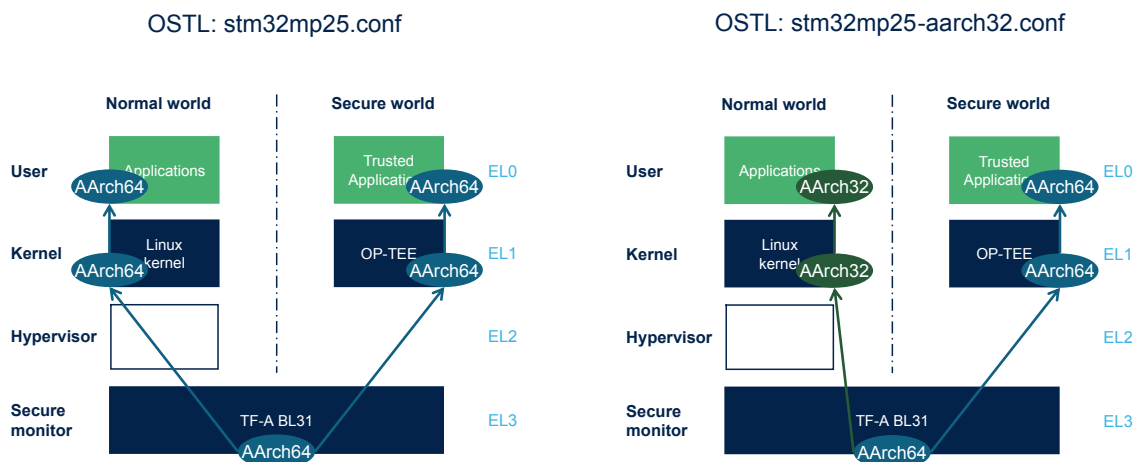 OSTL: stm32mp25.conf
Normal world
Secure world
User
Applications
AArch64
Trusted
Application
AArch64
EL0
Kernel
Linux
kernel
AArch64
OP-TEE
AArch64
EL1
Hypervisor
EL2
Secure
monitor
TF-A BL31
AArch64
EL3
OSTL: stm32mp25-aarch32.conf
Normal world
Secure world
User
Applications
AArch32
Trusted
Application
AArch64
EL0
Kernel
Linux
kernel
AArch32
OP-TEE
AArch64
EL1
Hypervisor
EL2
Secure
monitor
TF-A BL31
AArch64
EL3